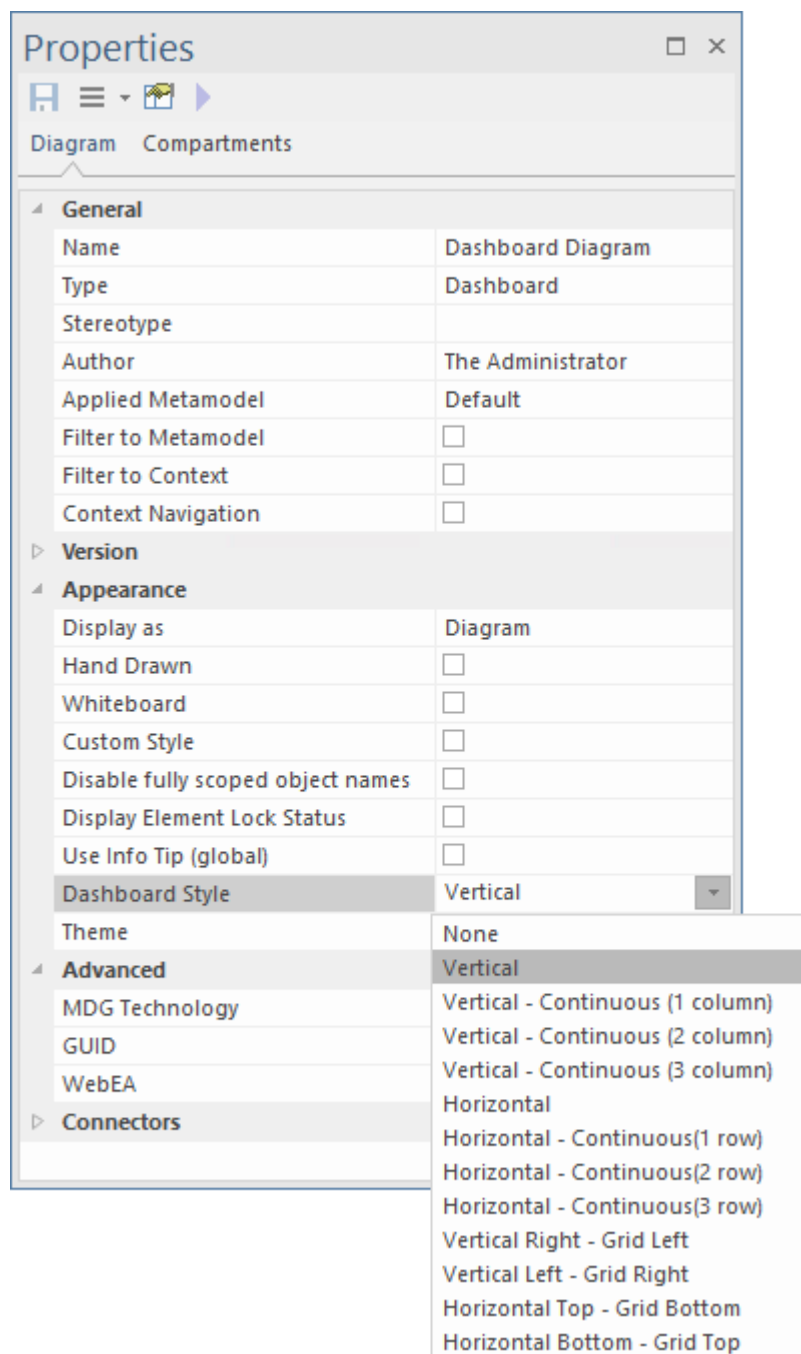 Properties
Diagram Compartments
General
Name Dashboard Diagram
Type Dashboard
Stereotype
Author The Administrator
Applied Metamodel Default
Filter to Metamodel
Filter to Context
Context Navigation
Version
Appearance
Display as Diagram
Hand Drawn
Whiteboard
Custom Style
Disable fully scoped object names
Display Element Lock Status
Use Info Tip (global)
Dashboard Style Vertical
Theme
Advanced
MDG Technology
GUID
WebEA
Connectors
None
Vertical
Vertical - Continuous (1 column)
Vertical - Continuous (2 column)
Vertical - Continuous (3 column)
Horizontal
Horizontal - Continuous(1 row)
Horizontal - Continuous(2 row)
Horizontal - Continuous(3 row)
Vertical Right - Grid Left
Vertical Left - Grid Right
Horizontal Top - Grid Bottom
Horizontal Bottom - Grid Top